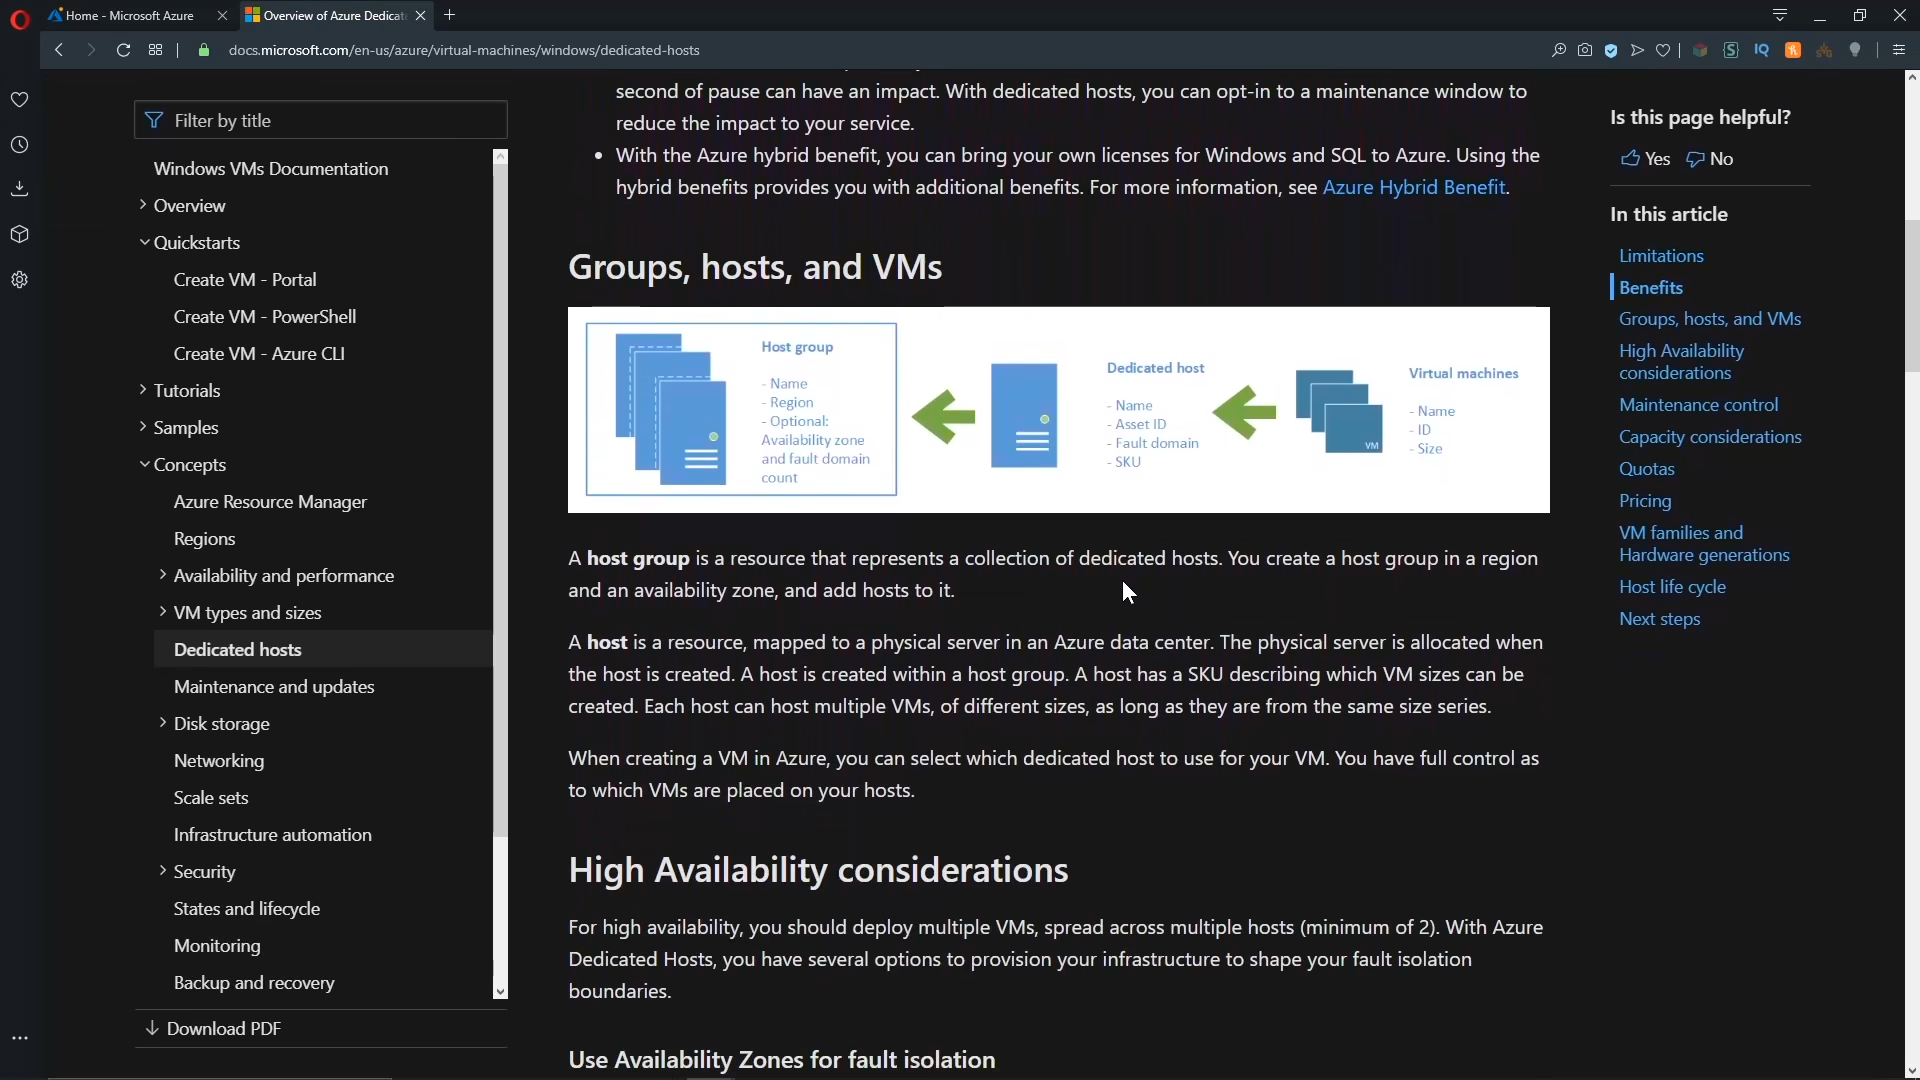 Home - Microsoft Azure
Overview of Azure Dedicat
docs.microsoft.com/en-us/azure/virtual-machines/windows/dedicated-hosts
Filter by title
Windows VMs Documentation
Overview
Quickstarts
Create VM - Portal
Create VM - PowerShell
Create VM - Azure CLI
Tutorials
Samples
Concepts
Azure Resource Manager
Regions
Availability and performance
VM types and sizes
Dedicated hosts
Maintenance and updates
Disk storage
Networking
Scale sets
Infrastructure automation
Security
States and lifecycle
Monitoring
Backup and recovery
Download PDF
second of pause can have an impact. With dedicated hosts, you can opt-in to a maintenance window to
reduce the impact to your service.
• With the Azure hybrid benefit, you can bring your own licenses for Windows and SQL to Azure. Using the
hybrid benefits provides you with additional benefits. For more information, see Azure Hybrid Benefit.
Groups, hosts, and VMs
Host group
- Name
- Region
- Optional:
Availability zone
and fault domain
count
Dedicated host
- Name
- Asset ID
- Fault domain
- SKU
VM
Virtual machines
- Name
- ID
- Size
A host group is a resource that represents a collection of dedicated hosts. You create a host group in a region
and an availability zone, and add hosts to it.
A host is a resource, mapped to a physical server in an Azure data center. The physical server is allocated when
the host is created. A host is created within a host group. A host has a SKU describing which VM sizes can be
created. Each host can host multiple VMs, of different sizes, as long as they are from the same size series.
When creating a VM in Azure, you can select which dedicated host to use for your VM. You have full control as
to which VMs are placed on your hosts.
High Availability considerations
For high availability, you should deploy multiple VMs, spread across multiple hosts (minimum of 2). With Azure
Dedicated Hosts, you have several options to provision your infrastructure to shape your fault isolation
boundaries.
Use Availability Zones for fault isolation
Is this page helpful?
Yes No
In this article
Limitations
Benefits
Groups, hosts, and VMs
High Availability
considerations
Maintenance control
Capacity considerations
Quotas
Pricing
VM families and
Hardware generations
Host life cycle
Next steps